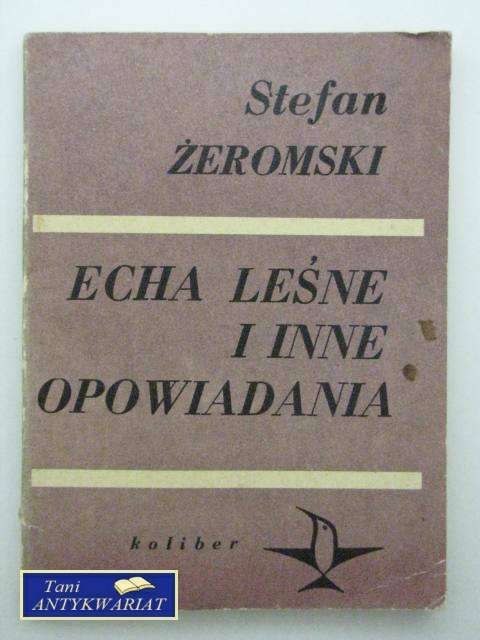 Stefan
ŻEROMSKI
ECHA LEŚNE
I INNE
OPOWIADANIA
koliber
Tani
ANTYKWARIAT